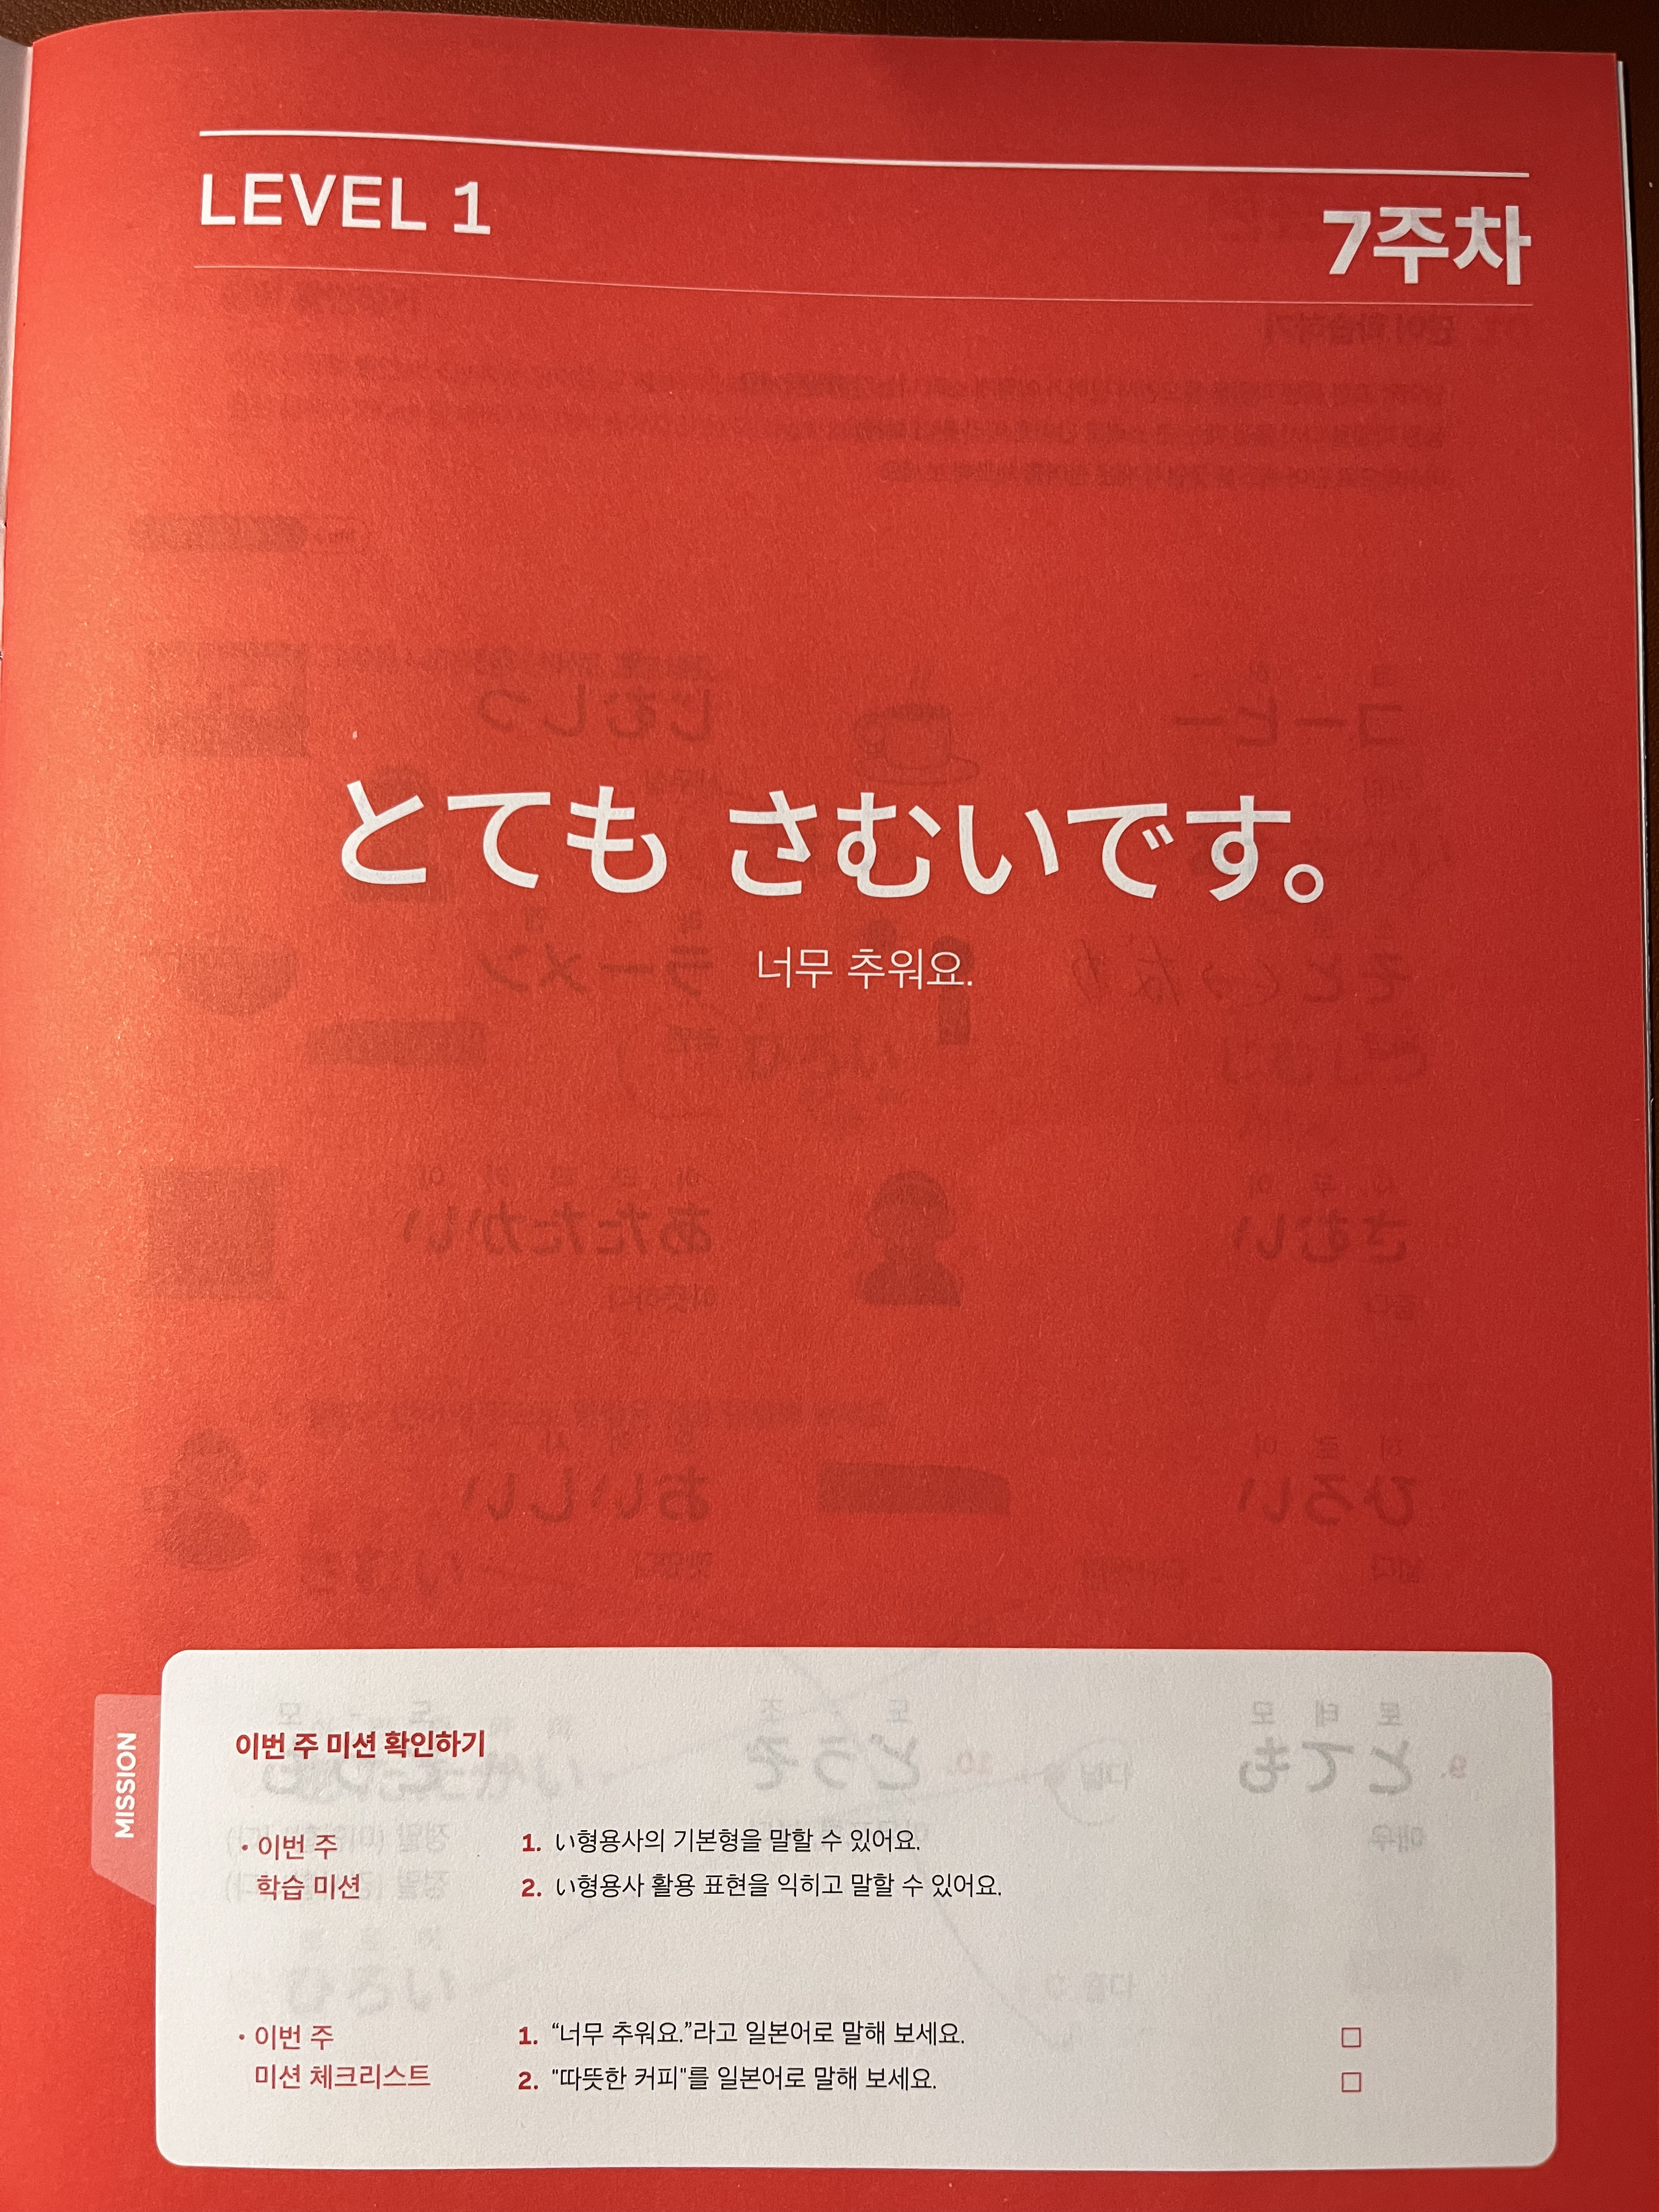 LEVEL 1
7주차
とても さむいです。
너무 추워요.
MISSION
이번 주 미션 확인하기
• 이번 주
학습 미션
1. い형용사의 기본형을 말할 수 있어요.
2. い형용사 활용 표현을 익히고 말할 수 있어요.
• 이번 주
미션 체크리스트
1. “너무 추워요.”라고 일본어로 말해 보세요.
2. "따뜻한 커피"를 일본어로 말해 보세요.